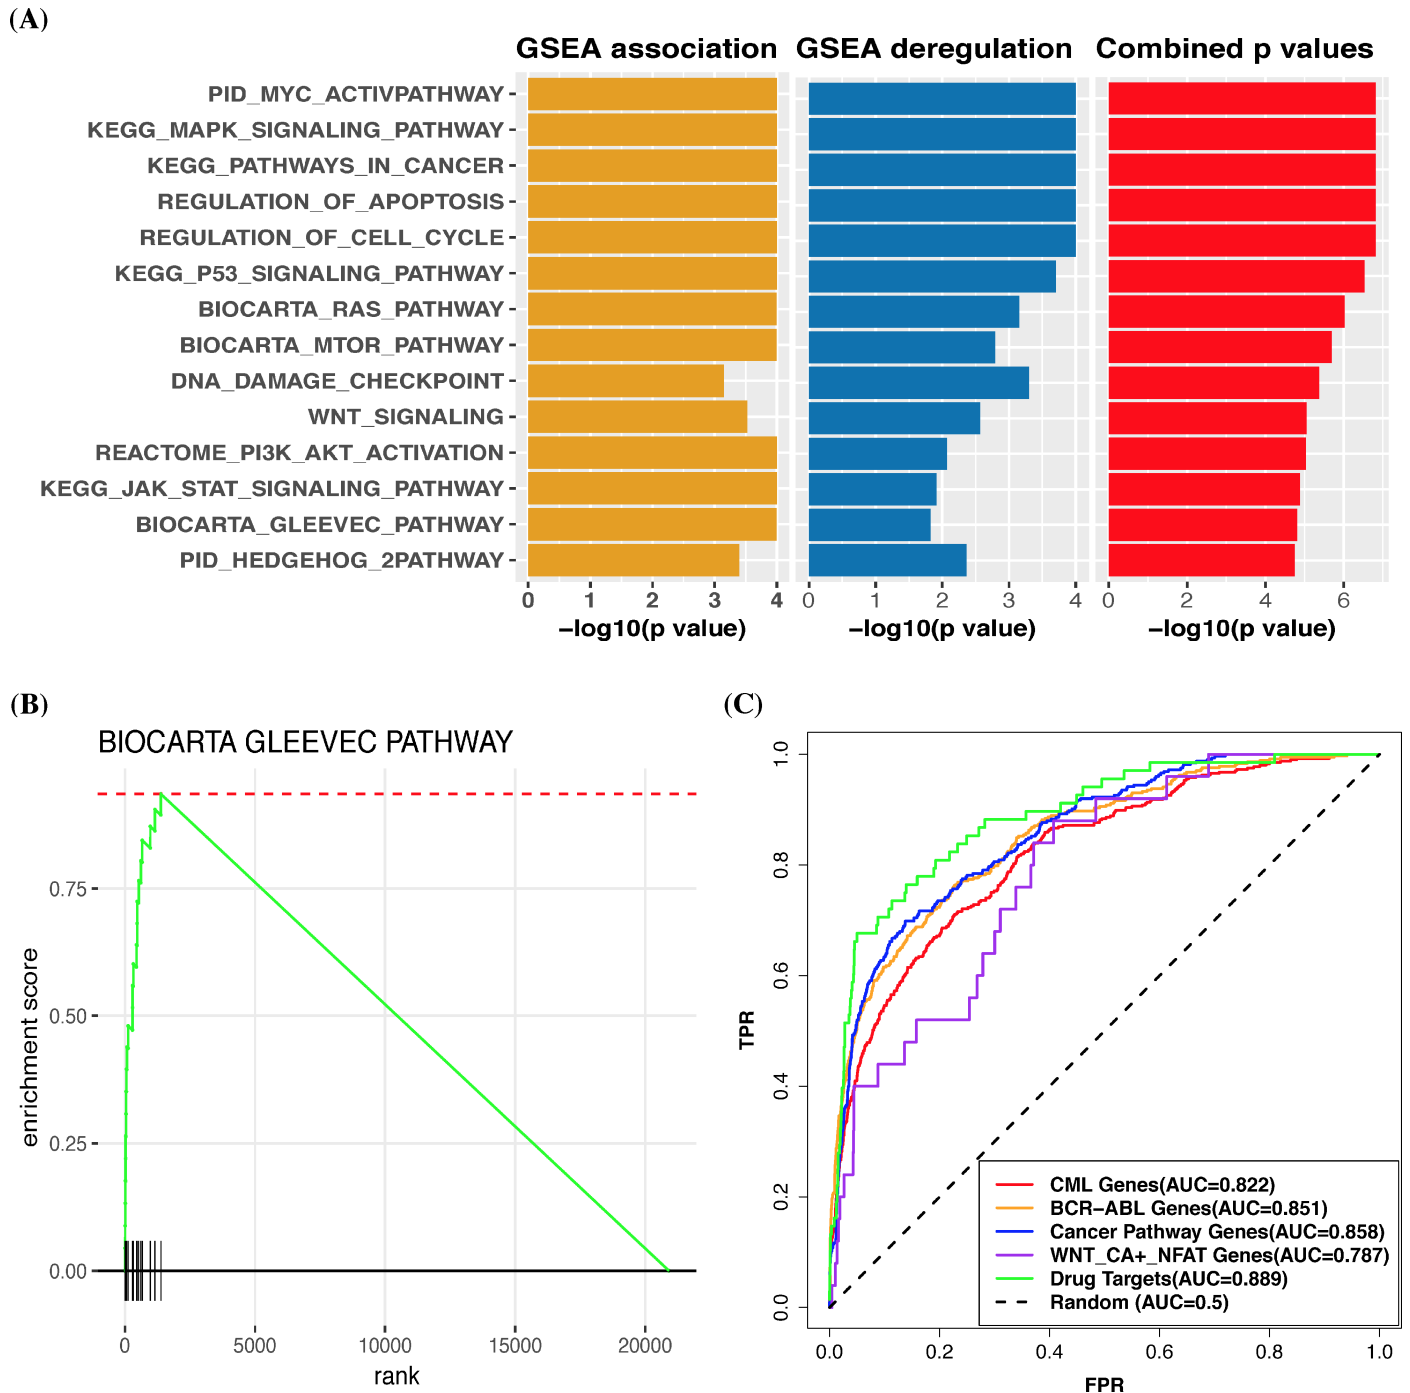 (A)
GSEA association GSEA deregulation Combined p values
PID_MYC_ACTIVPATHWAY
KEGG_MAPK_SIGNALING_PATHWAY
KEGG_PATHWAYS_IN_CANCER
REGULATION_OF_APOPTOSIS
REGULATION_OF_CELL_CYCLE
KEGG_P53_SIGNALING_PATHWAY
BIOCARTA_RAS_PATHWAY
BIOCARTA_MTOR_PATHWAY
DNA_DAMAGE_CHECKPOINT
WNT_SIGNALING
REACTOME_PI3K_AKT_ACTIVATION
KEGG_JAK_STAT_SIGNALING_PATHWAY
BIOCARTA_GLEEVEC_PATHWAY
PID_HEDGEHOG_2PATHWAY
0 1 2 3 4 0 1 2 3 4 0 2 4 6
−log10(p value) −log10(p value) −log10(p value)
(B)
BIOCARTA GLEEVEC PATHWAY
enrichment score
0.75
0.50
0.25
0.00
0 5000 10000 15000 20000
rank
(C)
TPR
1.0
0.8
0.6
0.4
0.2
0.0
CML Genes(AUC=0.822)
BCR−ABL Genes(AUC=0.851)
Cancer Pathway Genes(AUC=0.858)
WNT_CA+_NFAT Genes(AUC=0.787)
Drug Targets(AUC=0.889)
Random (AUC=0.5)
0.0 0.2 0.4 0.6 0.8 1.0
FPR